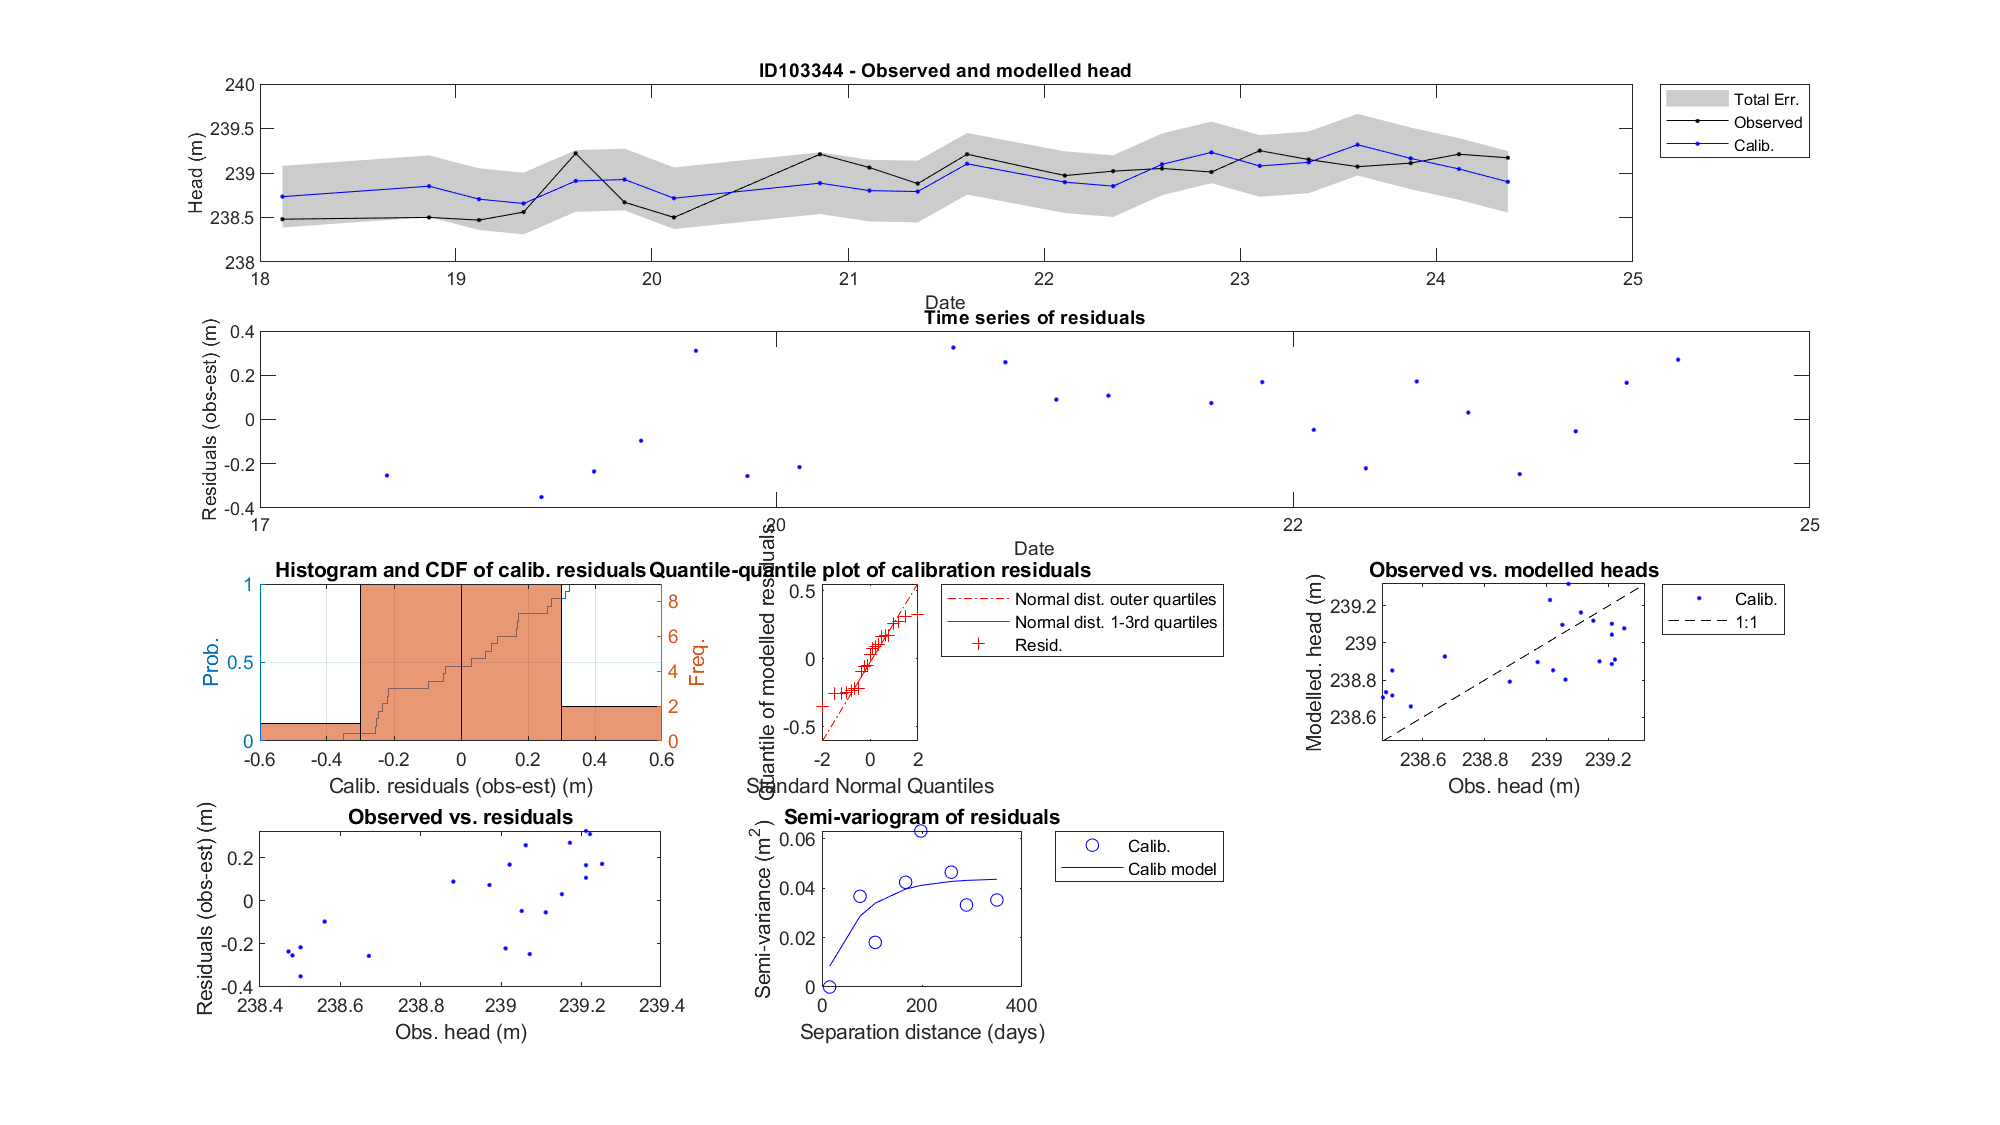 ID103344 - Observed and modelled head
240
239.5
239
238.5
238
Head (m)
18 19 20 21 22 23 24 25
Date
Total Err.
Observed
Calib.
Time series of residuals
0.4
0.2
0
-0.2
-0.4
Residuals (obs-est) (m)
17 20 22 25
Date
Histogram and CDF of calib. residuals
1
0.5
0
Prob.
8
6
4
2
0
Freq.
-0.6 -0.4 -0.2 0 0.2 0.4 0.6
Calib. residuals (obs-est) (m)
Quantile-quantile plot of calibration residuals
0.5
0
-0.5
Quantile of modelled residuals
-2 0 2
Standard Normal Quantiles
Normal dist. outer quartiles
Normal dist. 1-3rd quartiles
Resid.
Observed vs. modelled heads
239.2
239
238.8
238.6
Modelled. head (m)
238.6 238.8 239 239.2
Obs. head (m)
Calib.
1:1
Observed vs. residuals
0.2
0
-0.2
-0.4
Residuals (obs-est) (m)
238.4 238.6 238.8 239 239.2 239.4
Obs. head (m)
Semi-variogram of residuals
0.06
0.04
0.02
0
Semi-variance (m²)
0 200 400
Separation distance (days)
Calib.
Calib model